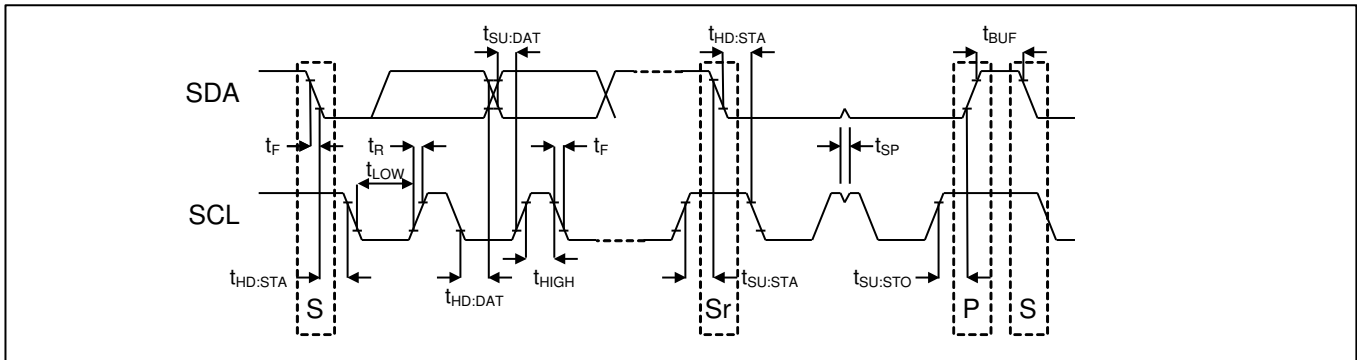 tSU:DAT tHD:STA tBUF
SDA
tF tR tF tSP
tLOW
SCL
tHD:STA tHD:DAT tHIGH tSU:STA tSU:STO
S Sr P S